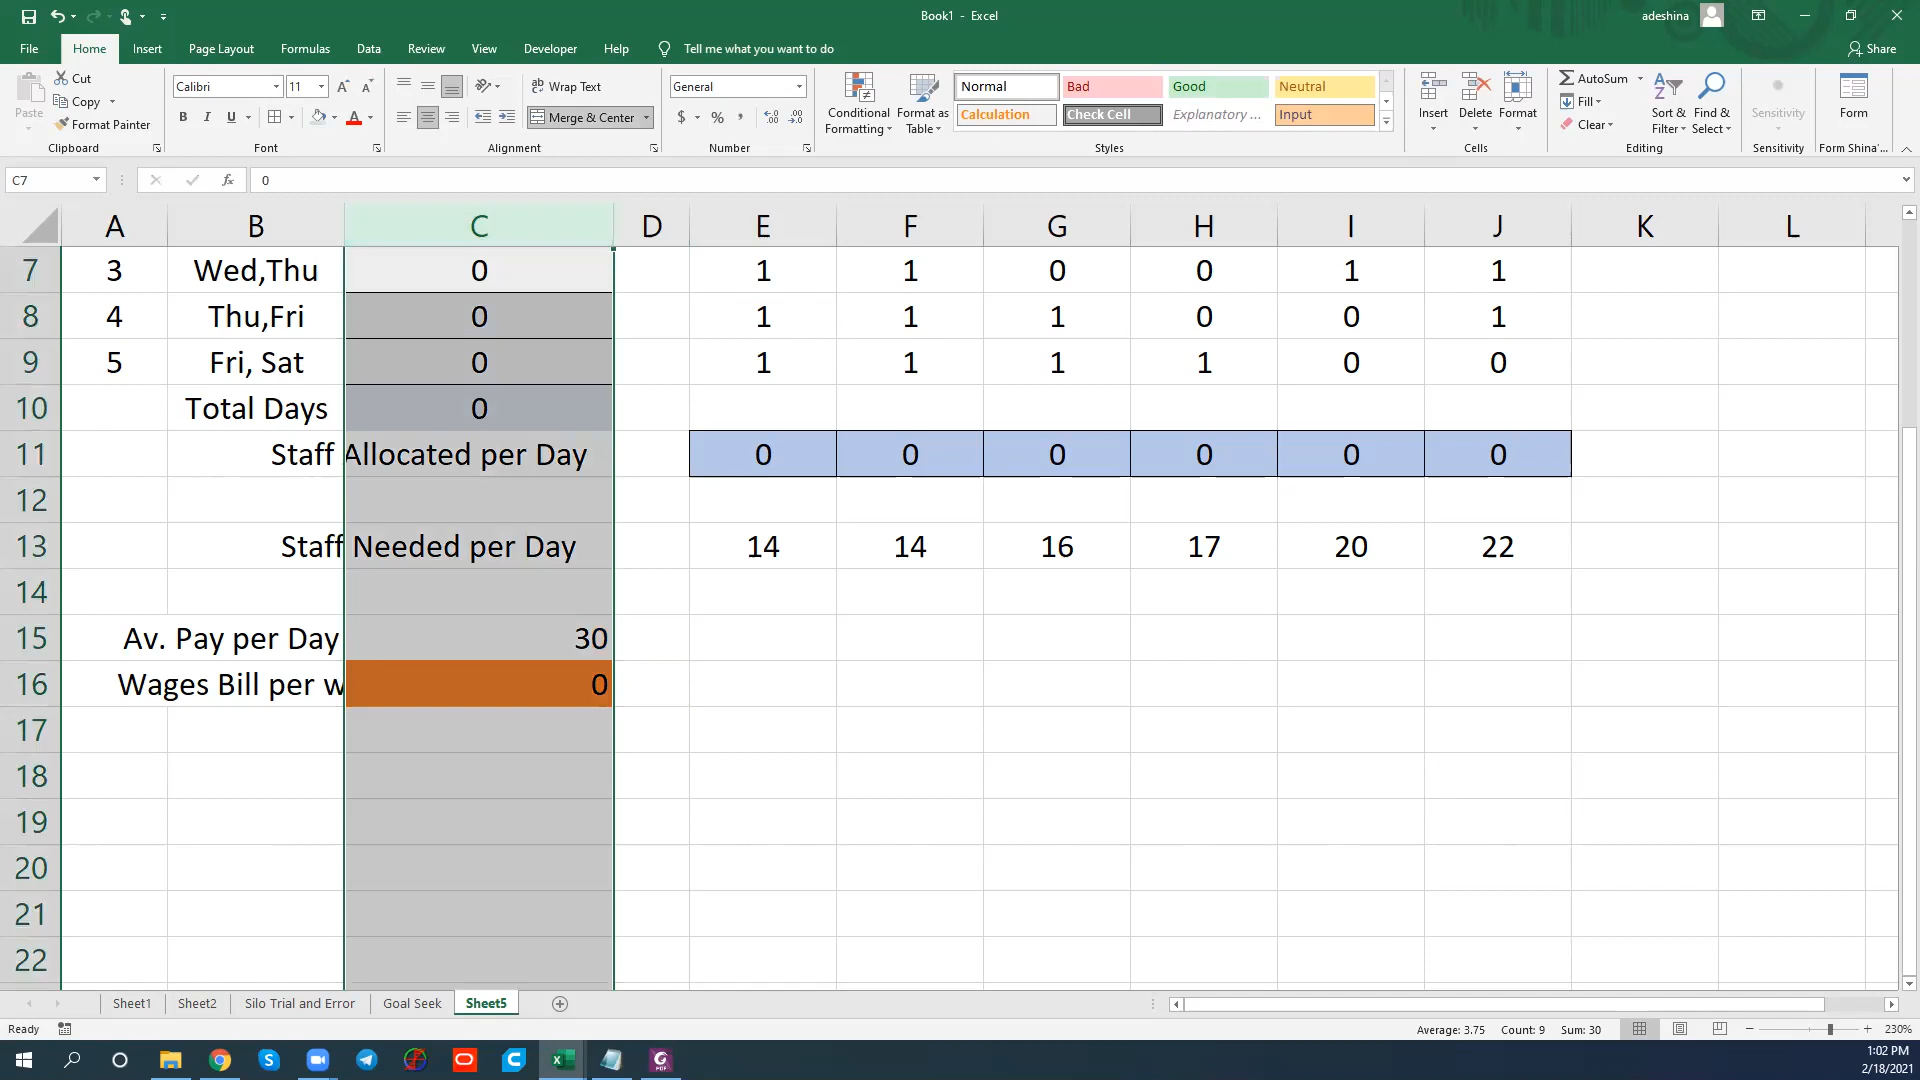 Book1 - Excel
adeshina
File Home Insert Page Layout Formulas Data Review View Developer Help Tell me what you want to do Share
Paste
Cut
Copy
Format Painter
Clipboard
Calibri 11
B I U
Font
Wrap Text
Merge & Center
Alignment
General
$ % ,
Number
Conditional Formatting
Format as Table
Normal Bad Good Neutral
Calculation Check Cell Explanatory ... Input
Styles
Insert Delete Format
Cells
AutoSum
Fill
Clear
Sort & Filter
Find & Select
Editing
Sensitivity
Sensitivity
Form
Form Shina'...
C7 fx 0
A B C D E F G H I J K L
7 3 Wed,Thu 0 1 1 0 0 1 1
8 4 Thu,Fri 0 1 1 1 0 0 1
9 5 Fri, Sat 0 1 1 1 1 0 0
10 Total Days 0
11 Staff Allocated per Day 0 0 0 0 0 0
12
13 Staff Needed per Day 14 14 16 17 20 22
14
15 Av. Pay per Day 30
16 Wages Bill per w 0
17
18
19
20
21
22
Sheet1 Sheet2 Silo Trial and Error Goal Seek Sheet5
Ready Average: 3.75 Count: 9 Sum: 30 230%
1:02 PM
2/18/2021